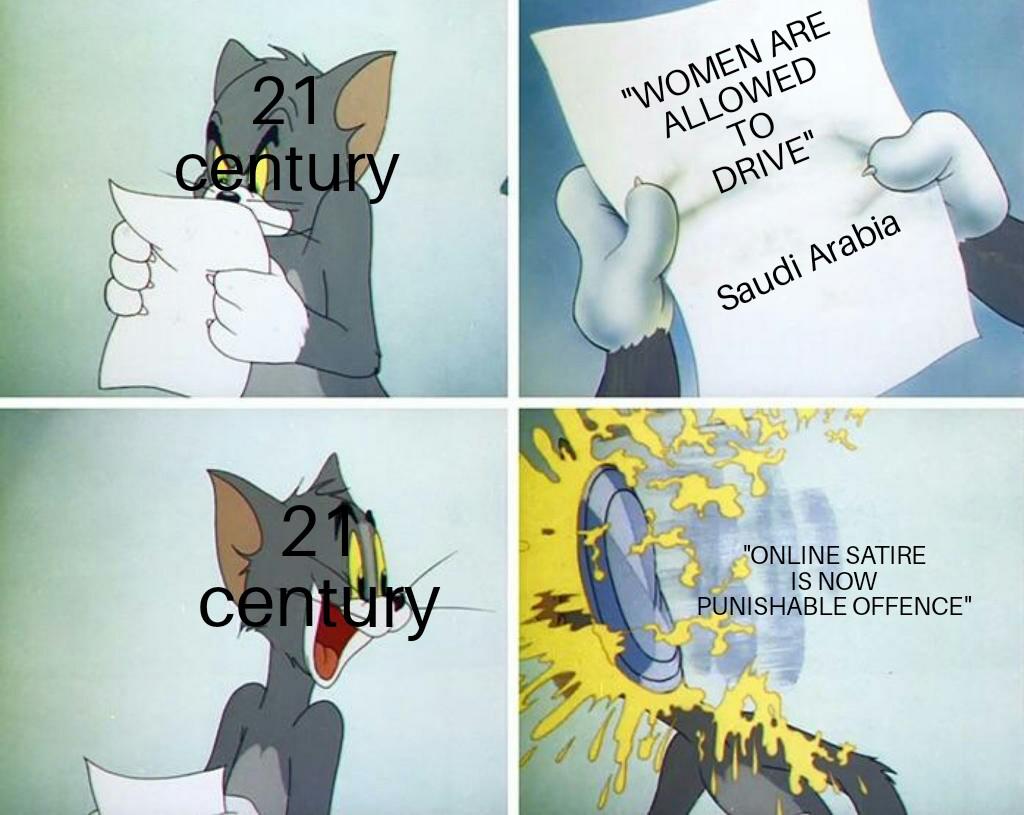 21
century
"WOMEN ARE
ALLOWED
TO
DRIVE"
Saudi Arabia
21
century
"ONLINE SATIRE
IS NOW
PUNISHABLE OFFENCE"